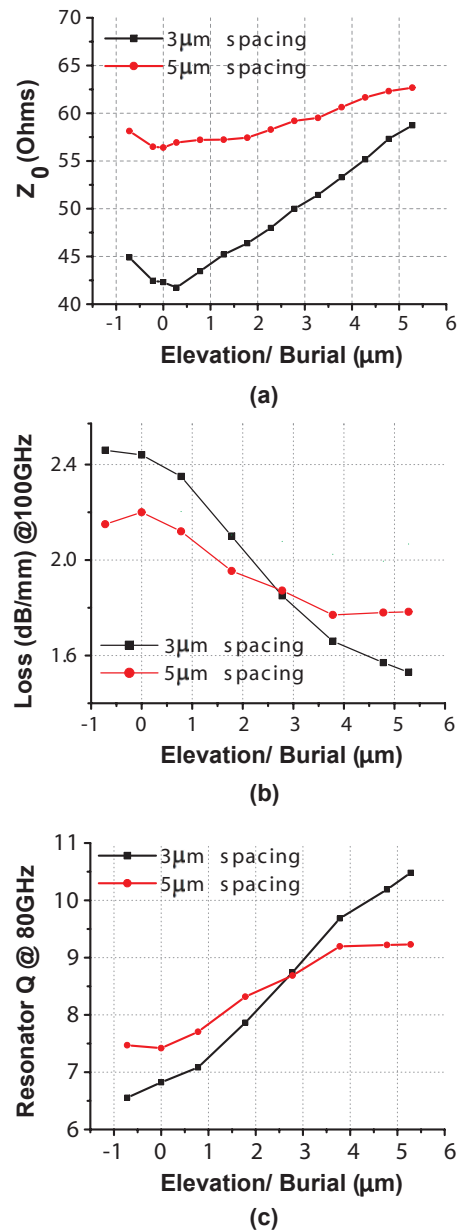 70
65
60
55
50
45
40
Z0 (Ohms)
3μm spacing
5μm spacing
-1 0 1 2 3 4 5 6
Elevation/ Burial (μm)
(a)
2.4
2.0
1.6
Loss (dB/mm) @100GHz
3μm spacing
5μm spacing
-1 0 1 2 3 4 5 6
Elevation/ Burial (μm)
(b)
11
10
9
8
7
6
Resonator Q @ 80GHz
3μm spacing
5μm spacing
-1 0 1 2 3 4 5 6
Elevation/ Burial (μm)
(c)